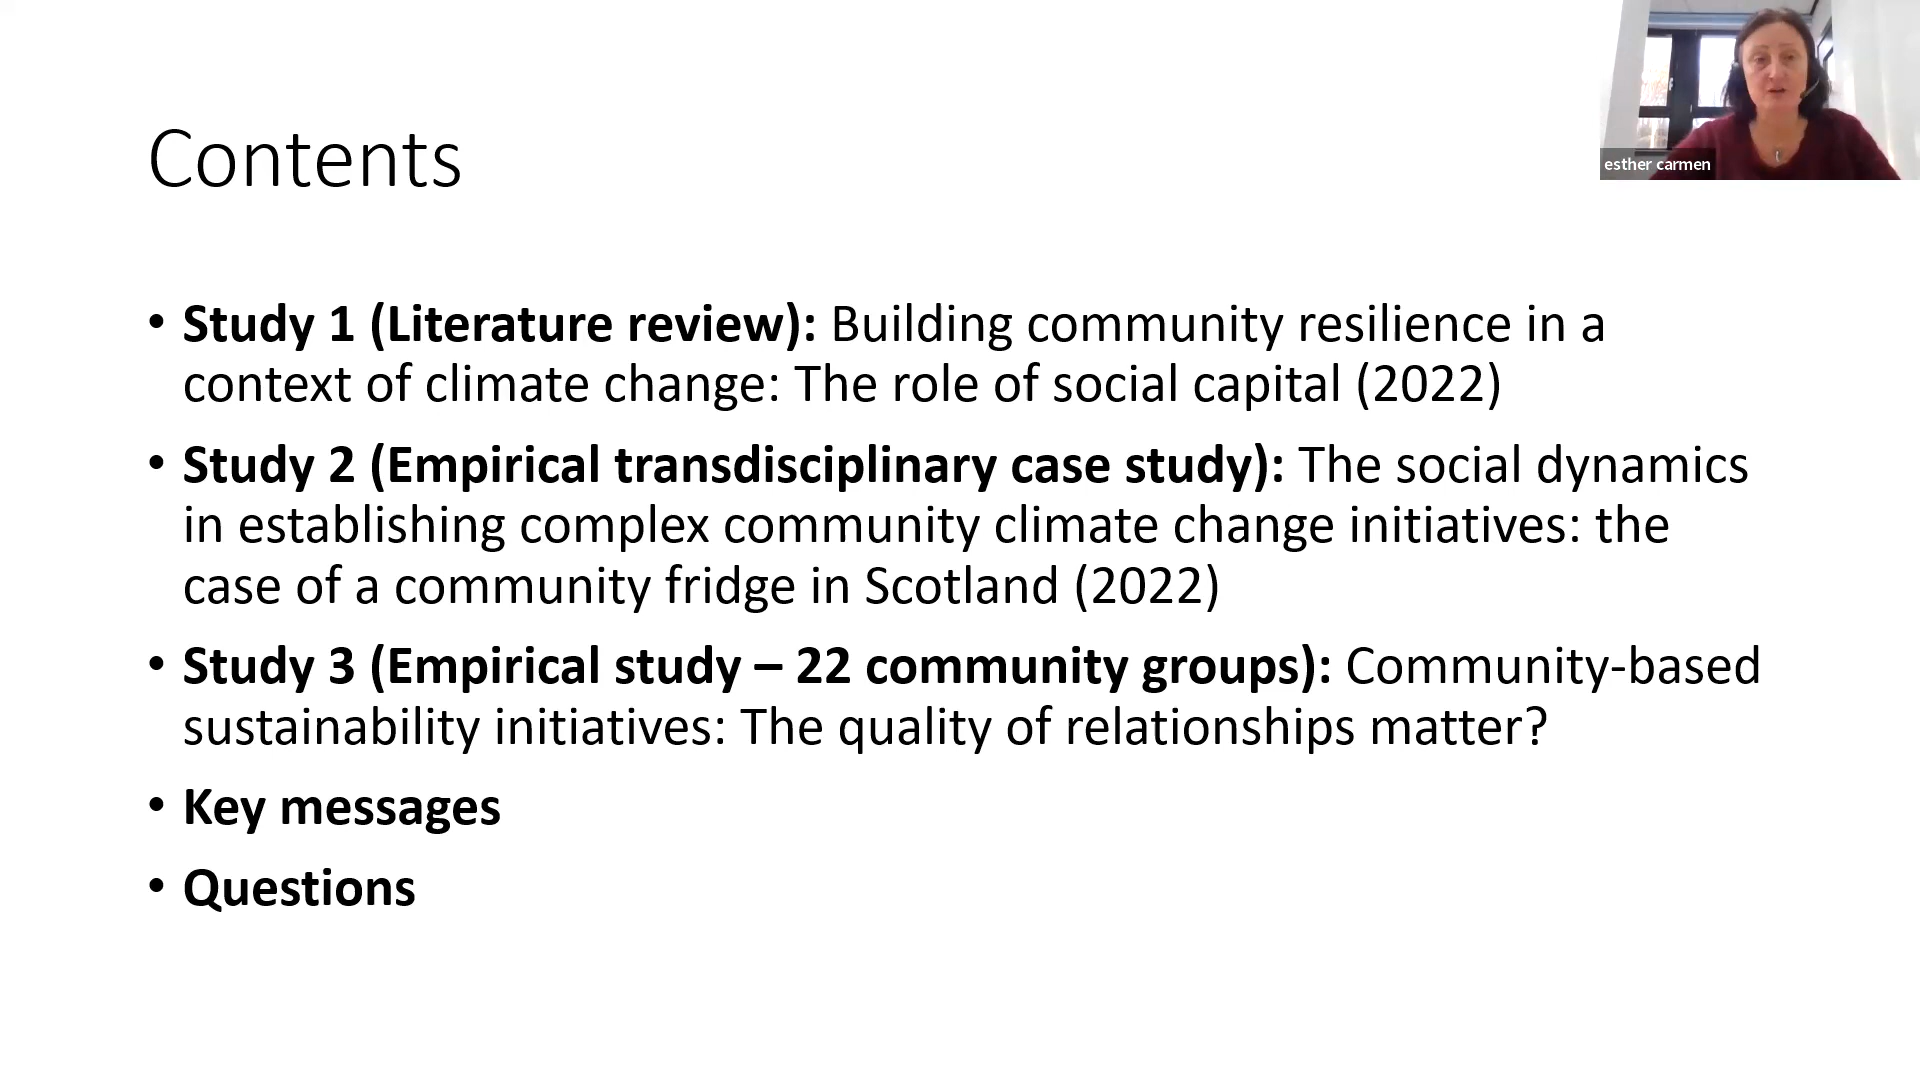 esther carmen
Contents
• Study 1 (Literature review): Building community resilience in a
context of climate change: The role of social capital (2022)
• Study 2 (Empirical transdisciplinary case study): The social dynamics
in establishing complex community climate change initiatives: the
case of a community fridge in Scotland (2022)
• Study 3 (Empirical study – 22 community groups): Community-based
sustainability initiatives: The quality of relationships matter?
• Key messages
• Questions